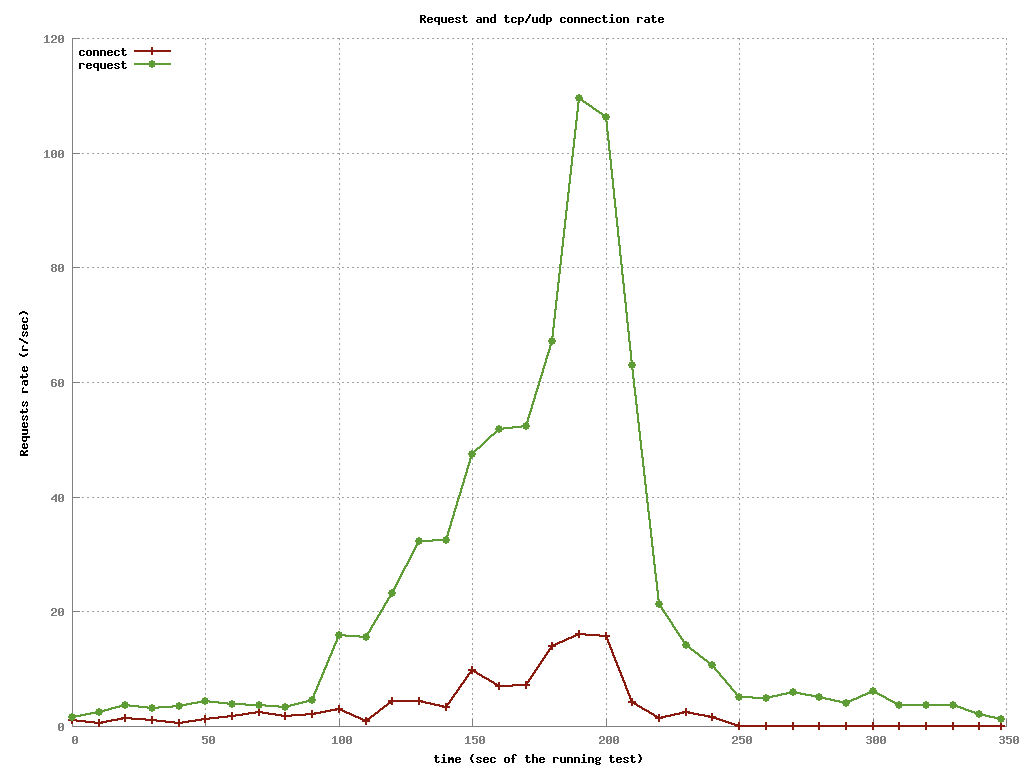 Request and tcp/udp connection rate
connect
request
120
100
80
60
40
20
0
Requests rate (r/sec)
0 50 100 150 200 250 300 350
time (sec of the running test)